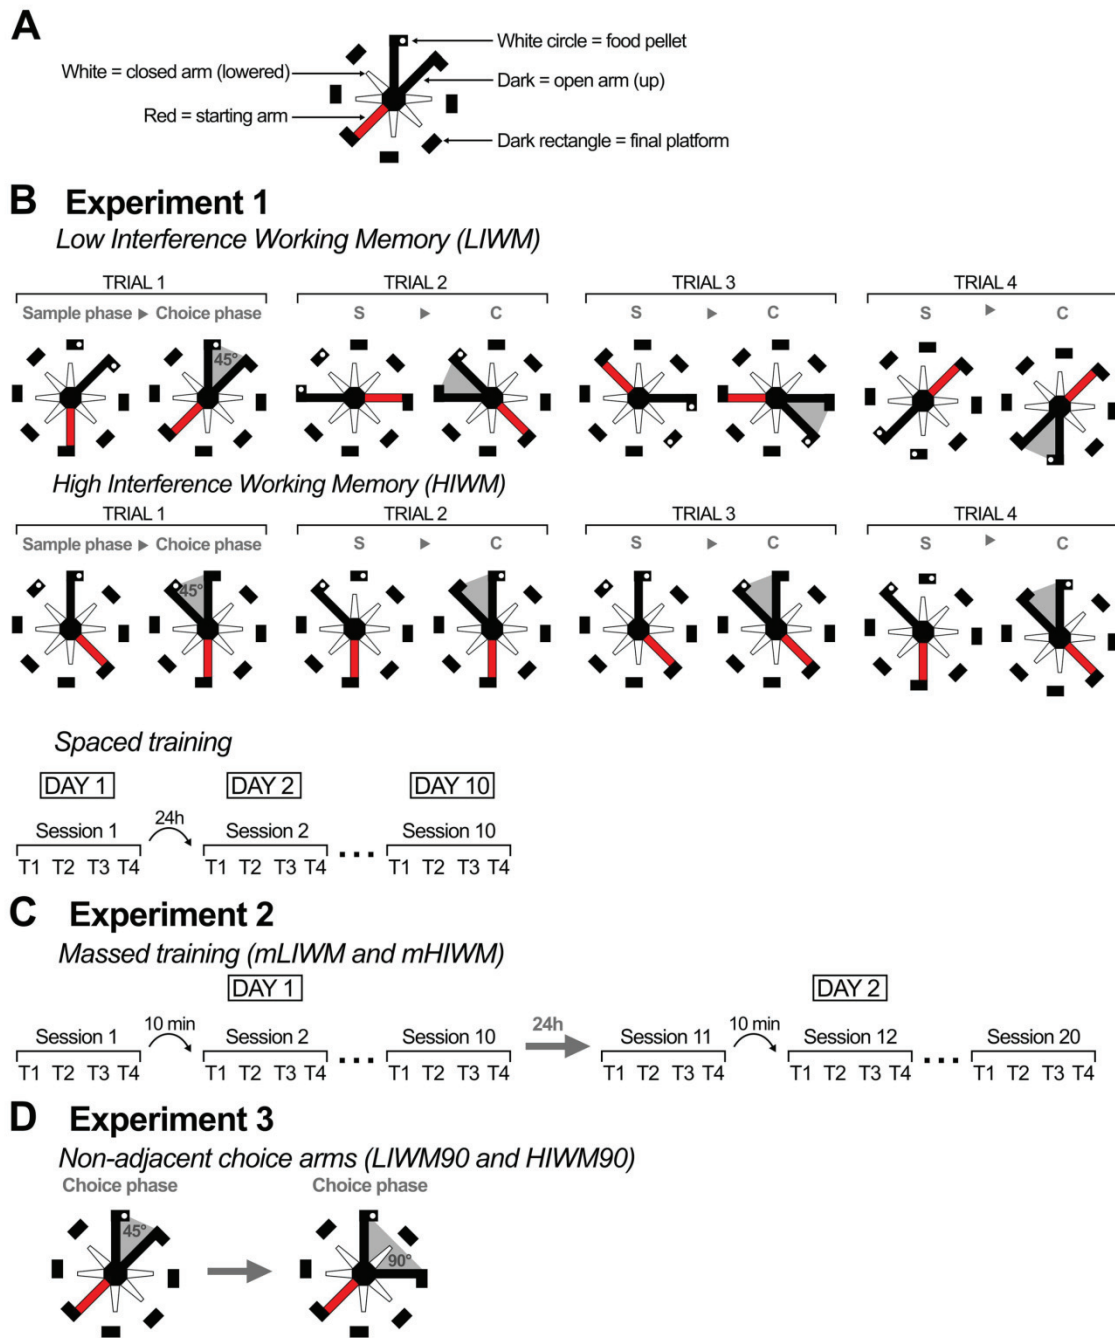 A
White circle = food pellet
White = closed arm (lowered)
Dark = open arm (up)
Red = starting arm
Dark rectangle = final platform
B Experiment 1
Low Interference Working Memory (LIWM)
TRIAL 1 TRIAL 2 TRIAL 3 TRIAL 4
Sample phase ▶ Choice phase S ▶ C S ▶ C S ▶ C
45°
High Interference Working Memory (HIWM)
TRIAL 1 TRIAL 2 TRIAL 3 TRIAL 4
Sample phase ▶ Choice phase S ▶ C S ▶ C S ▶ C
45°
Spaced training
DAY 1 DAY 2 DAY 10
24h
Session 1 Session 2 Session 10
T1 T2 T3 T4 T1 T2 T3 T4 ... T1 T2 T3 T4
C Experiment 2
Massed training (mLIWM and mHIWM)
DAY 1 DAY 2
10 min 24h 10 min
Session 1 Session 2 Session 10 Session 11 Session 12 Session 20
T1 T2 T3 T4 T1 T2 T3 T4 ... T1 T2 T3 T4 T1 T2 T3 T4 T1 T2 T3 T4 ... T1 T2 T3 T4
D Experiment 3
Non-adjacent choice arms (LIWM90 and HIWM90)
Choice phase Choice phase
45° 90°